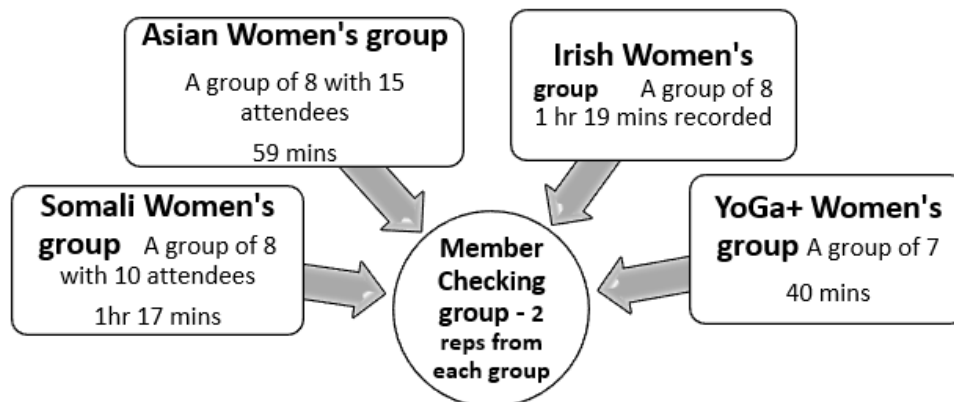 Asian Women's group
A group of 8 with 15
attendees
59 mins
Irish Women's
group A group of 8
1 hr 19 mins recorded
Somali Women's
group A group of 8
with 10 attendees
1hr 17 mins
YoGa+ Women's
group A group of 7
40 mins
Member
Checking
group - 2
reps from
each group